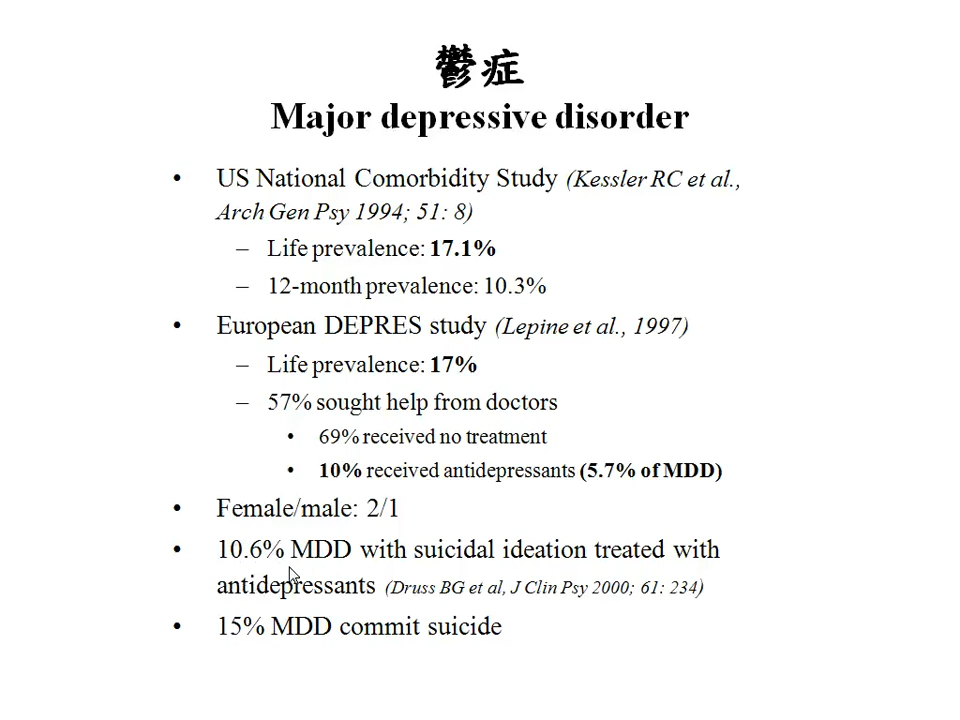 鬱症
Major depressive disorder
• US National Comorbidity Study (Kessler RC et al.,
Arch Gen Psy 1994; 51: 8)
– Life prevalence: 17.1%
– 12-month prevalence: 10.3%
• European DEPRES study (Lepine et al., 1997)
– Life prevalence: 17%
– 57% sought help from doctors
• 69% received no treatment
• 10% received antidepressants (5.7% of MDD)
• Female/male: 2/1
• 10.6% MDD with suicidal ideation treated with
antidepressants (Druss BG et al, J Clin Psy 2000; 61: 234)
• 15% MDD commit suicide